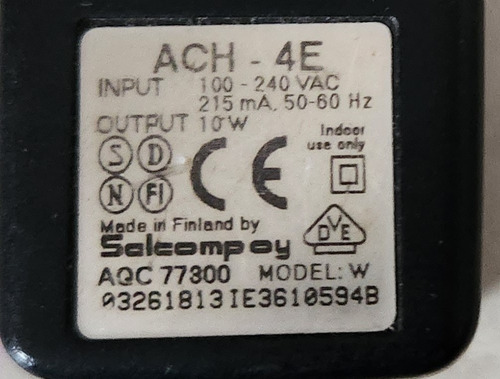 ACH - 4E
INPUT 100 - 240 VAC
215 mA, 50-60 Hz
OUTPUT 10 W
Indoor
use only
S D
N FI
CE
DVE
Made in Finland by
Salcomp oy
AQC 77300 MODEL: W
03261813IE3610594B